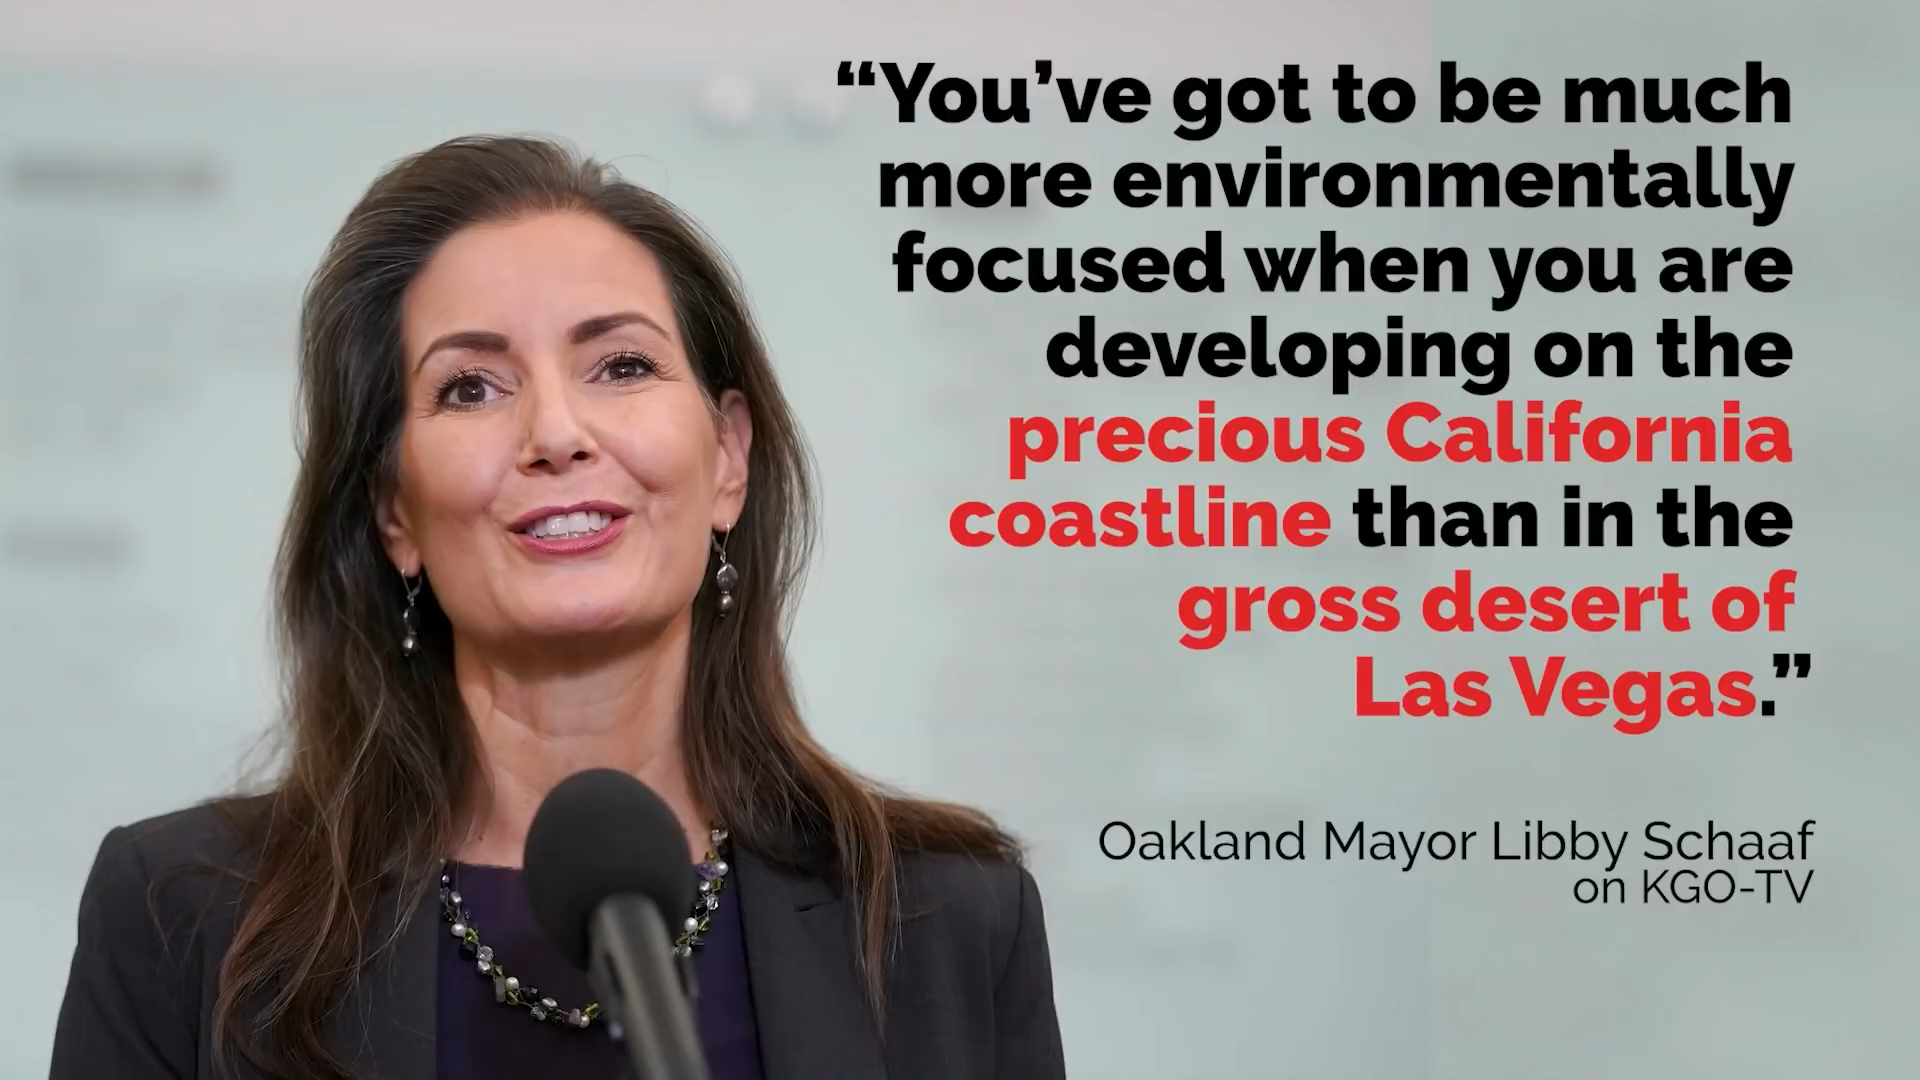 “You’ve got to be much
more environmentally
focused when you are
developing on the
precious California
coastline than in the
gross desert of
Las Vegas.”
Oakland Mayor Libby Schaaf
on KGO-TV